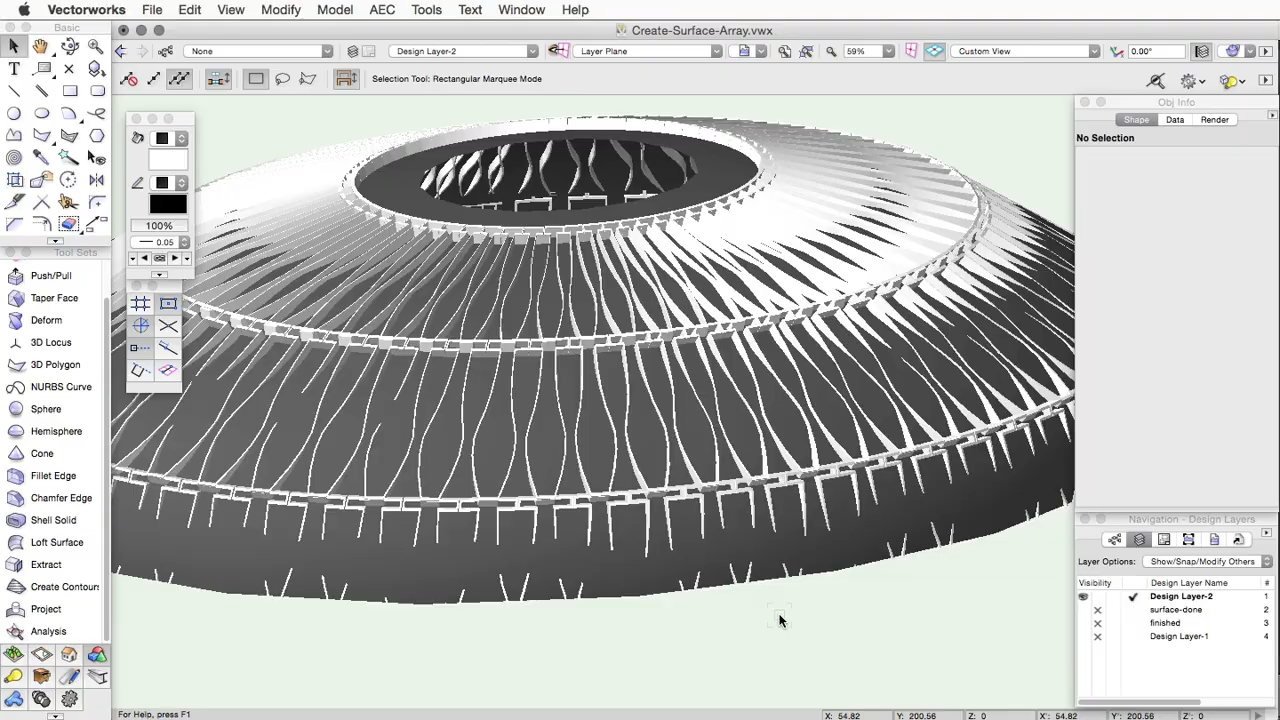 Vectorworks File Edit View Modify Model AEC Tools Text Window Help
Basic
Create-Surface-Array.vwx
None
Design Layer-2
Layer Plane
59%
Custom View
0.00°
Selection Tool: Rectangular Marquee Mode
Obj Info
Shape Data Render
No Selection
100%
0.05
Tool Sets
Push/Pull
Taper Face
Deform
3D Locus
3D Polygon
NURBS Curve
Sphere
Hemisphere
Cone
Fillet Edge
Chamfer Edge
Shell Solid
Loft Surface
Extract
Create Contours
Project
Analysis
Navigation - Design Layers
Layer Options: Show/Snap/Modify Others
Visibility Design Layer Name #
Design Layer-2 1
surface-done 2
finished 3
Design Layer-1 4
For Help, press F1
X: 54.82 Y: 200.56 Z: 0 X': 54.82 Y': 200.56 Z': 0